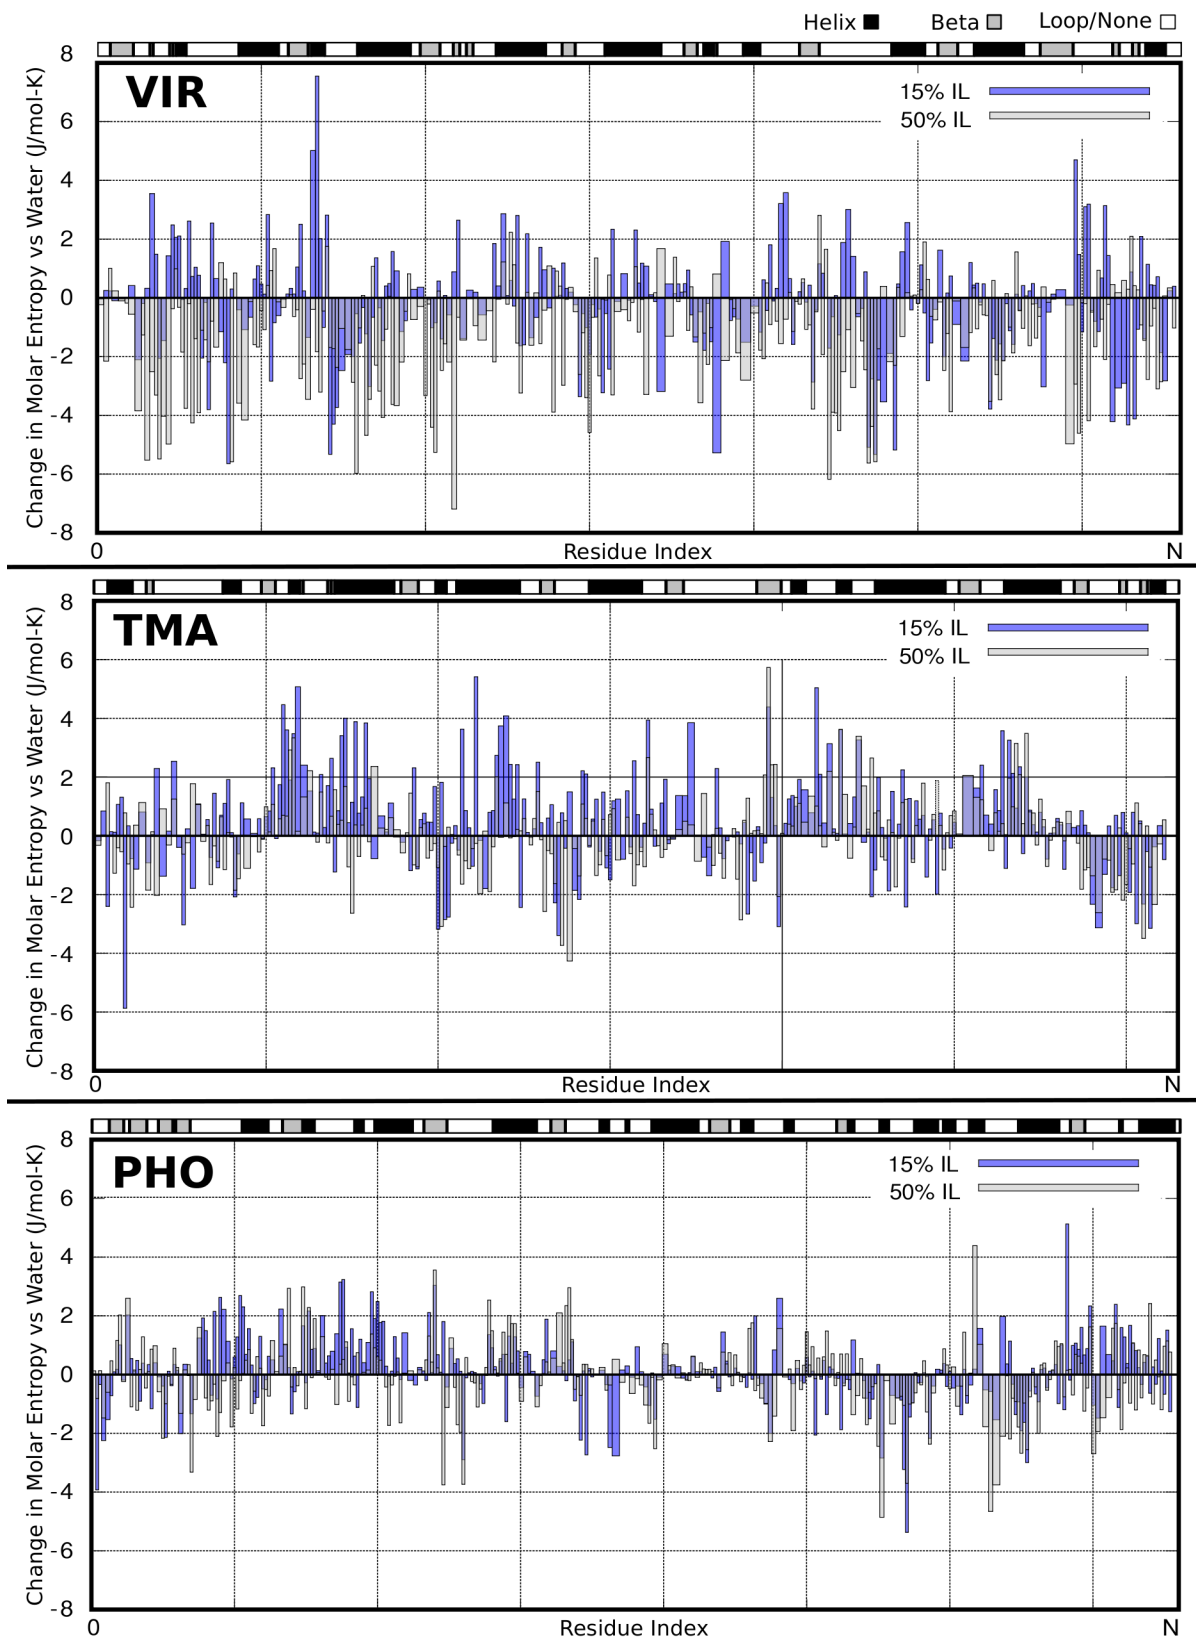 Helix Beta Loop/None
VIR
15% IL
50% IL
Change in Molar Entropy vs Water (J/mol-K)
8
6
4
2
0
-2
-4
-6
-8
0 Residue Index N
TMA
15% IL
50% IL
Change in Molar Entropy vs Water (J/mol-K)
8
6
4
2
0
-2
-4
-6
-8
0 Residue Index N
PHO
15% IL
50% IL
Change in Molar Entropy vs Water (J/mol-K)
8
6
4
2
0
-2
-4
-6
-8
0 Residue Index N